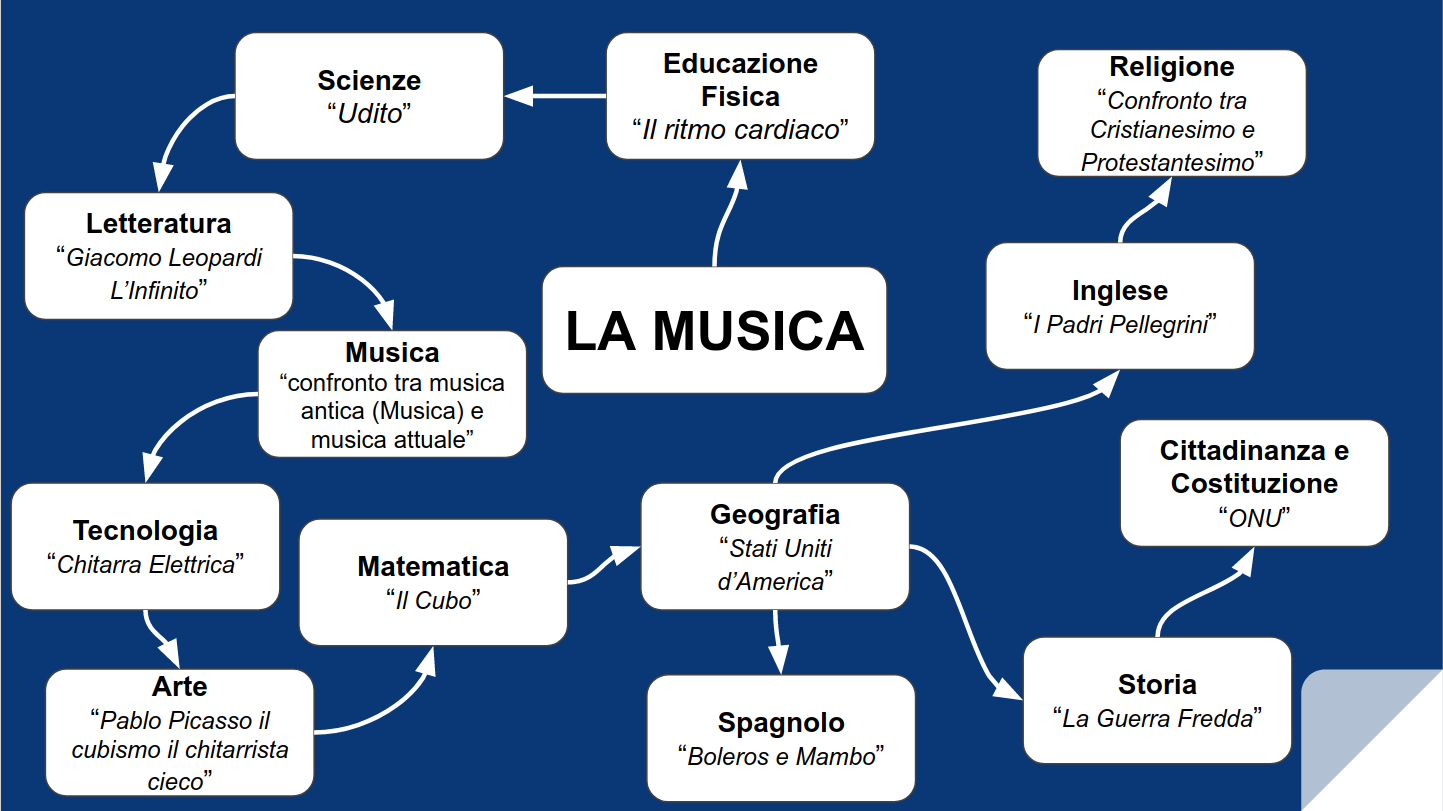 Scienze
“Udito”
Educazione
Fisica
“Il ritmo cardiaco”
Religione
“Confronto tra
Cristianesimo e
Protestantesimo”
Letteratura
“Giacomo Leopardi
L’Infinito”
LA MUSICA
Inglese
“I Padri Pellegrini”
Musica
“confronto tra musica
antica (Musica) e
musica attuale”
Cittadinanza e
Costituzione
“ONU”
Tecnologia
“Chitarra Elettrica”
Matematica
“Il Cubo”
Geografia
“Stati Uniti
d’America”
Arte
“Pablo Picasso il
cubismo il chitarrista
cieco”
Spagnolo
“Boleros e Mambo”
Storia
“La Guerra Fredda”